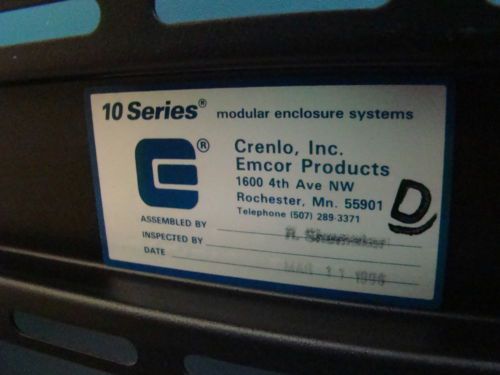 10 Series® modular enclosure systems
®
Crenlo, Inc.
Emcor Products
1600 4th Ave NW
Rochester, Mn. 55901
Telephone (507) 289-3371
D
ASSEMBLED BY
INSPECTED BY
DATE 11